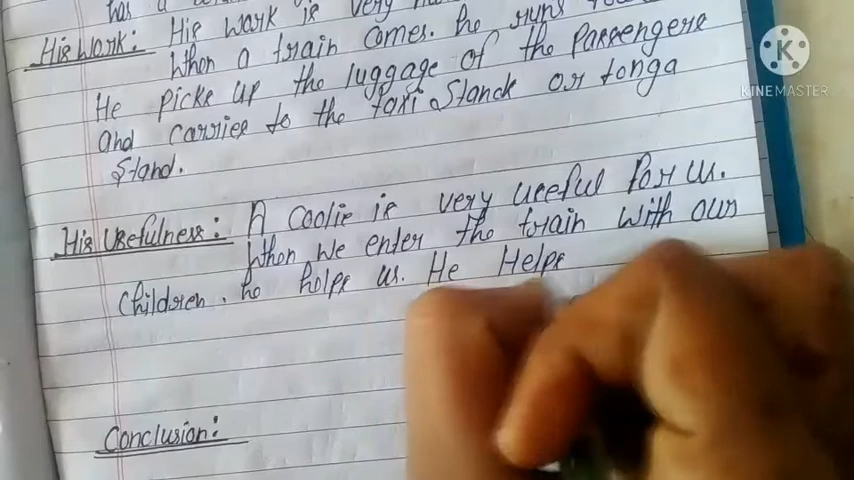 has a
His Work: His work is very
When a train comes. he runs
He picks up the luggage of the passengers
and carries to the taxi Stanck or tonga
Stand.
His Usefulness: A coolie is very useful for us.
When we enter the train with our
children. he helps us. He Helps
Conclusion:
KINEMASTER